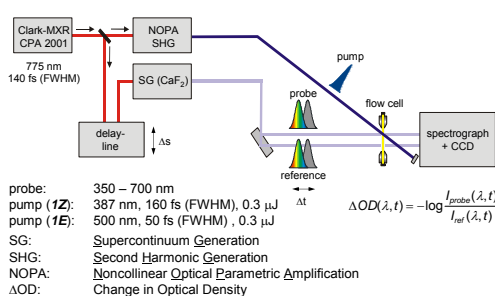 Clark-MXR
CPA 2001
775 nm
140 fs (FWHM)
NOPA
SHG
SG (CaF2)
delay-
line
Δs
pump
probe
flow cell
reference
Δt
spectrograph
+ CCD
probe: 350 – 700 nm
pump (1Z): 387 nm, 160 fs (FWHM), 0.3 μJ
pump (1E): 500 nm, 50 fs (FWHM) , 0.3 μJ
ΔOD(λ,t) = −log I_probe(λ,t) / I_ref(λ,t)
SG: Supercontinuum Generation
SHG: Second Harmonic Generation
NOPA: Noncollinear Optical Parametric Amplification
ΔOD: Change in Optical Density